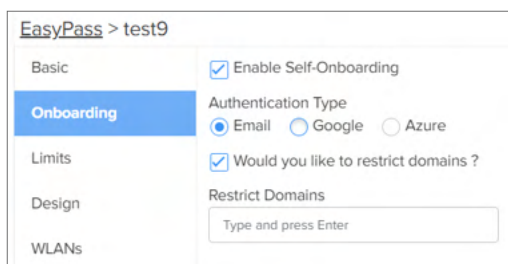 EasyPass > test9
Basic
Onboarding
Limits
Design
WLANs
Enable Self-Onboarding
Authentication Type
Email Google Azure
Would you like to restrict domains ?
Restrict Domains
Type and press Enter